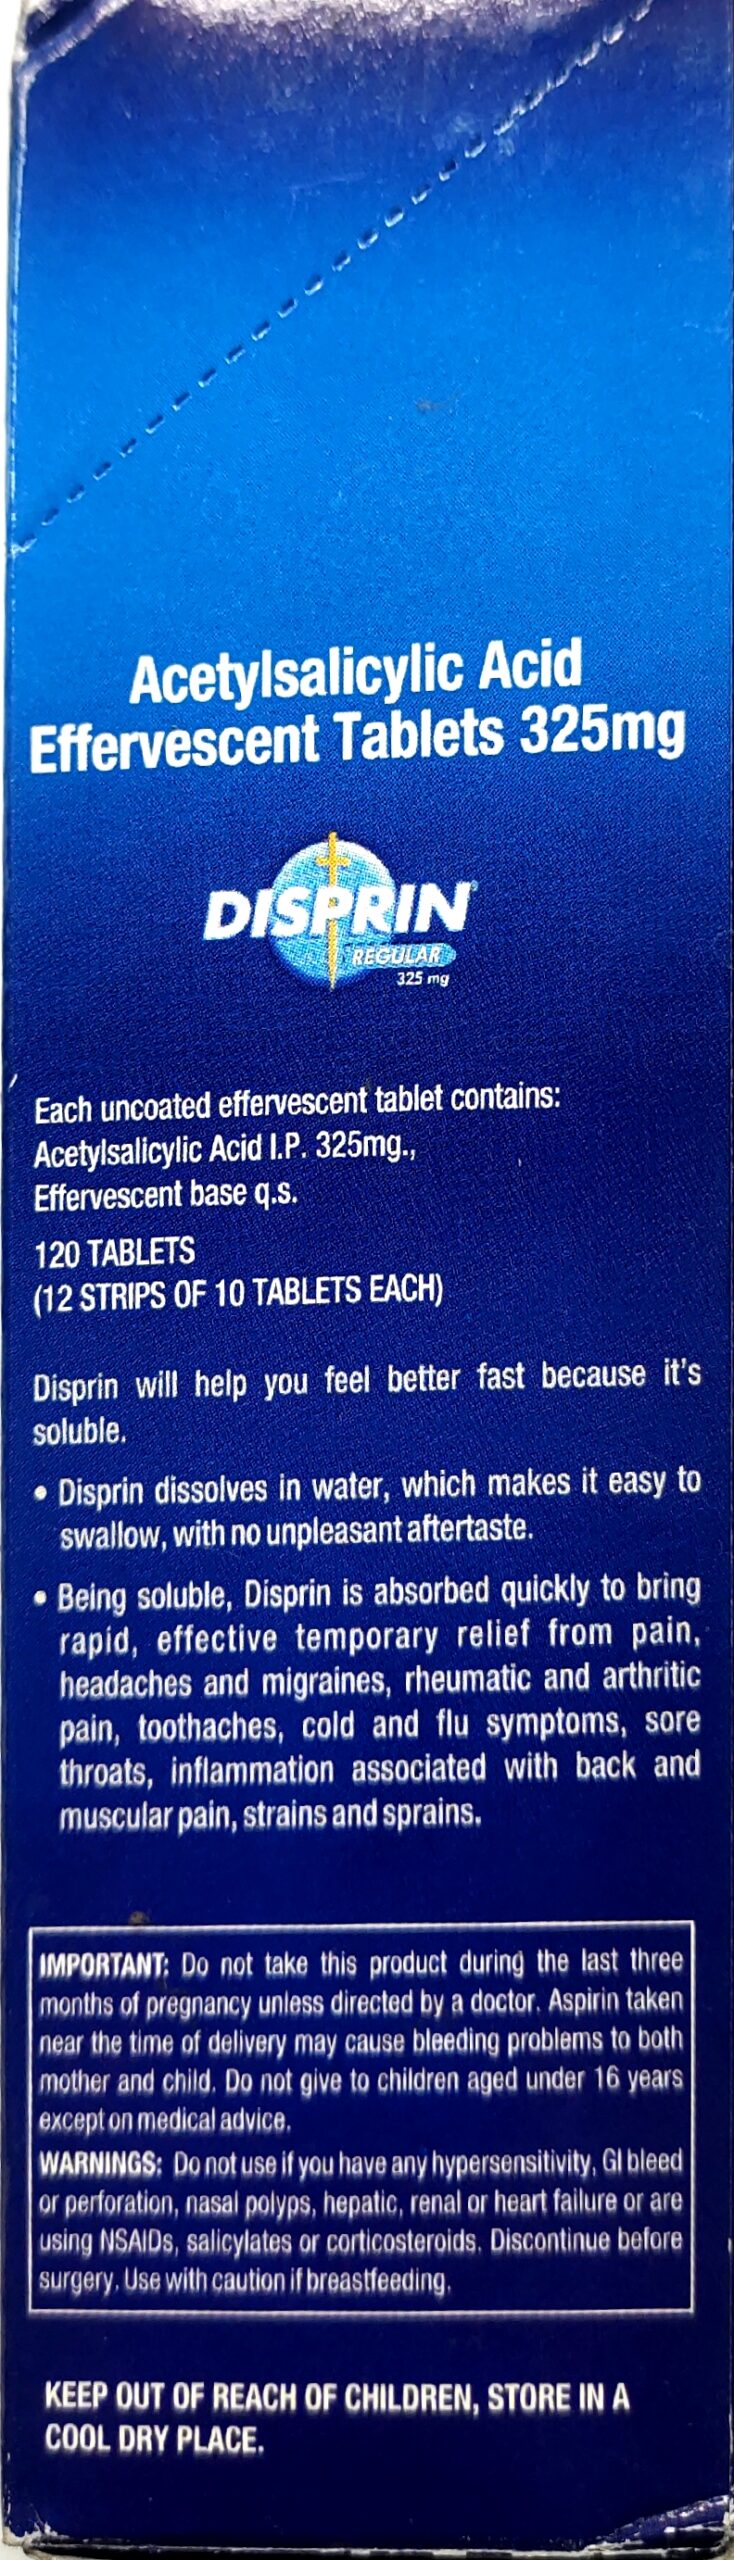 Acetylsalicylic Acid
Effervescent Tablets 325mg
DISPRIN®
REGULAR
325 mg
Each uncoated effervescent tablet contains:
Acetylsalicylic Acid I.P. 325mg.,
Effervescent base q.s.
120 TABLETS
(12 STRIPS OF 10 TABLETS EACH)
Disprin will help you feel better fast because it's
soluble.
• Disprin dissolves in water, which makes it easy to
swallow, with no unpleasant aftertaste.
• Being soluble, Disprin is absorbed quickly to bring
rapid, effective temporary relief from pain,
headaches and migraines, rheumatic and arthritic
pain, toothaches, cold and flu symptoms, sore
throats, inflammation associated with back and
muscular pain, strains and sprains.
IMPORTANT: Do not take this product during the last three
months of pregnancy unless directed by a doctor. Aspirin taken
near the time of delivery may cause bleeding problems to both
mother and child. Do not give to children aged under 16 years
except on medical advice.
WARNINGS: Do not use if you have any hypersensitivity, GI bleed
or perforation, nasal polyps, hepatic, renal or heart failure or are
using NSAIDs, salicylates or corticosteroids. Discontinue before
surgery. Use with caution if breastfeeding.
KEEP OUT OF REACH OF CHILDREN, STORE IN A
COOL DRY PLACE.